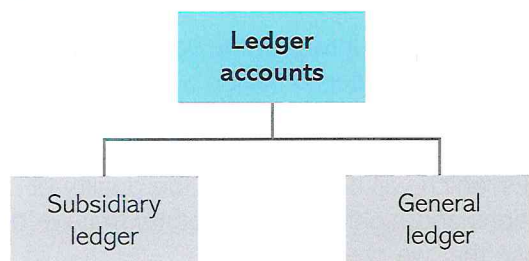 Ledger
accounts
Subsidiary
ledger
General
ledger